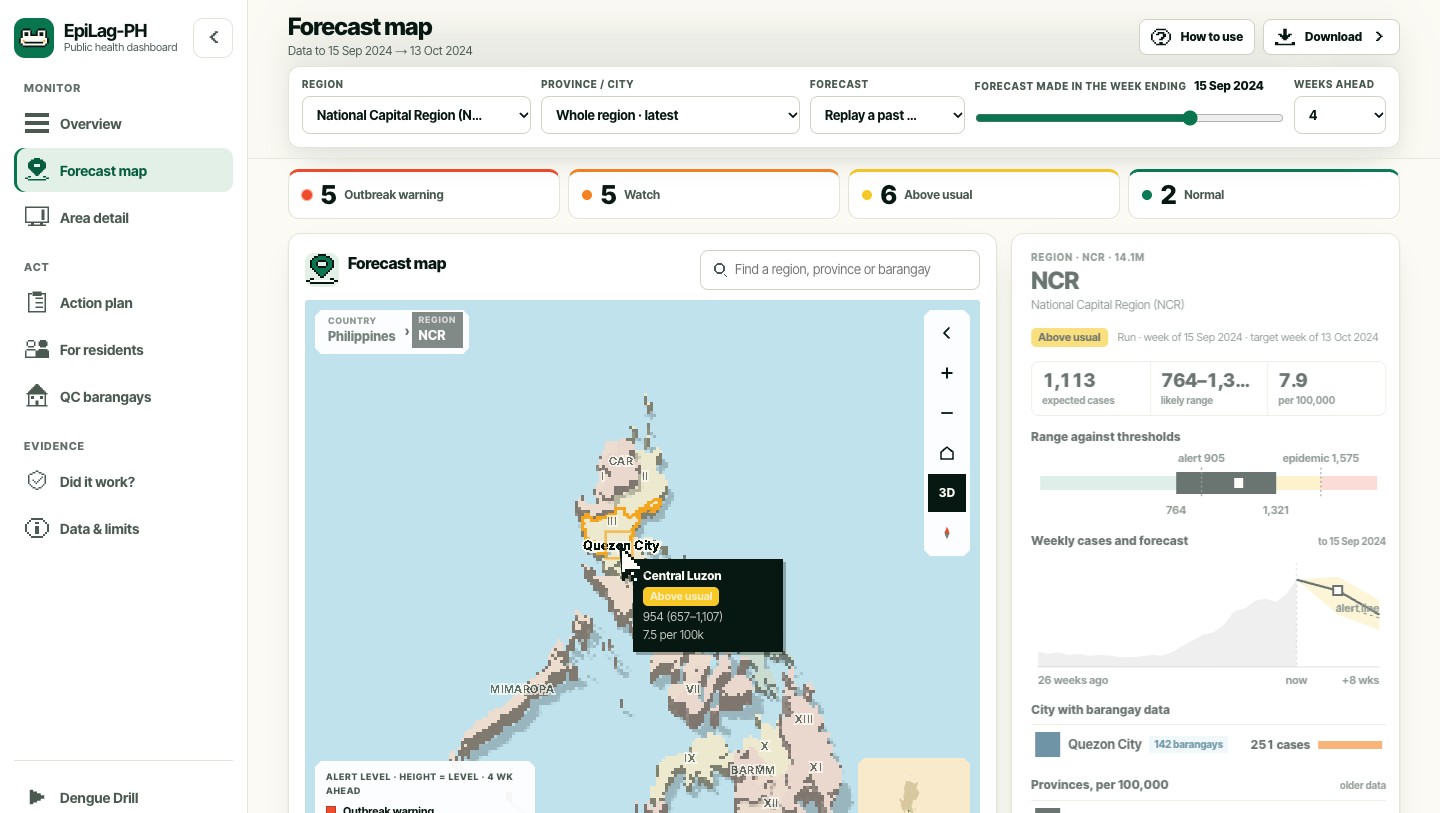 EpiLag-PH
Public health dashboard
MONITOR
Overview
Forecast map
Area detail
ACT
Action plan
For residents
QC barangays
EVIDENCE
Did it work?
Data & limits
Dengue Drill
Forecast map
Data to 15 Sep 2024 → 13 Oct 2024
How to use
Download
REGION
National Capital Region (N...
PROVINCE / CITY
Whole region · latest
FORECAST
Replay a past ...
FORECAST MADE IN THE WEEK ENDING 15 Sep 2024
WEEKS AHEAD
4
5 Outbreak warning
5 Watch
6 Above usual
2 Normal
Forecast map
Find a region, province or barangay
COUNTRY
Philippines
›
REGION
NCR
3D
CAR
I
II
III
Quezon City
Central Luzon
Above usual
954 (657–1,107)
7.5 per 100k
MIMAROPA
VII
XIII
X
IX
BARMM
XI
XII
ALERT LEVEL · HEIGHT = LEVEL · 4 WK
AHEAD
Outbreak warning
REGION · NCR · 14.1M
NCR
National Capital Region (NCR)
Above usual
Run · week of 15 Sep 2024 · target week of 13 Oct 2024
1,113
expected cases
764–1,3...
likely range
7.9
per 100,000
Range against thresholds
alert 905
epidemic 1,575
764
1,321
Weekly cases and forecast
to 15 Sep 2024
alert line
26 weeks ago
now
+8 wks
City with barangay data
Quezon City
142 barangays
251 cases
Provinces, per 100,000
older data